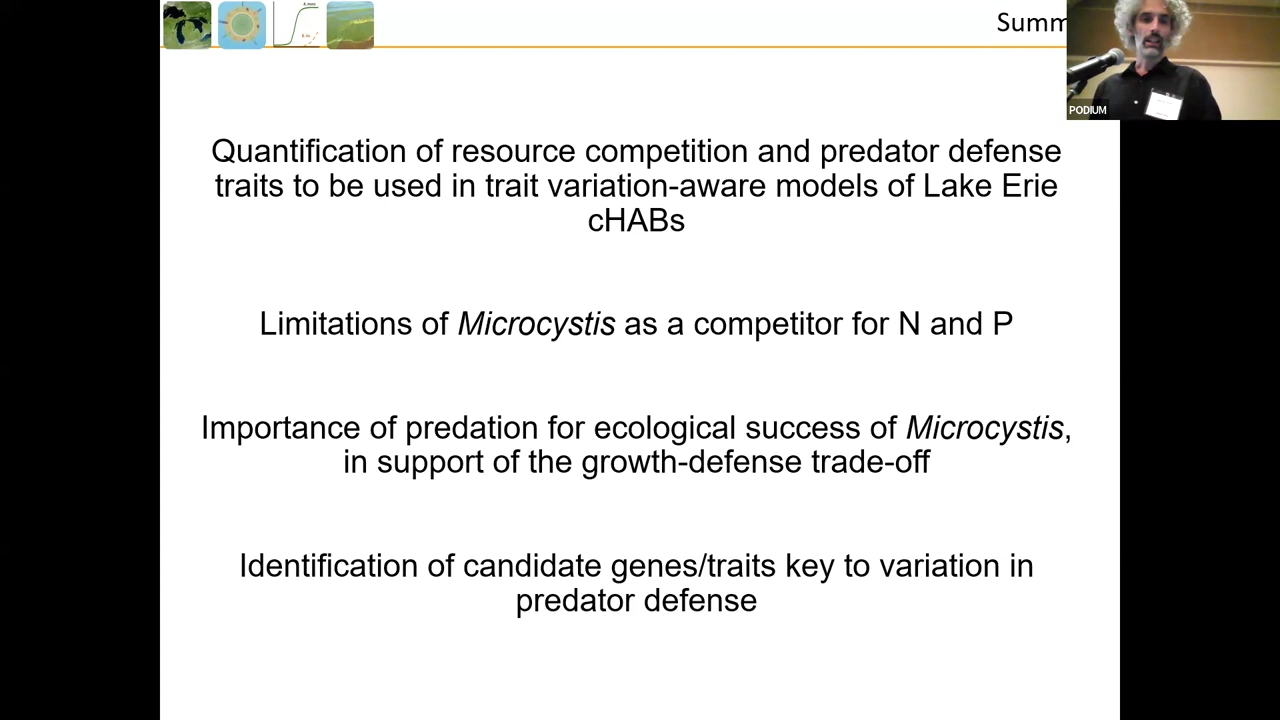 Summ
PODIUM
Quantification of resource competition and predator defense
traits to be used in trait variation-aware models of Lake Erie
cHABs
Limitations of Microcystis as a competitor for N and P
Importance of predation for ecological success of Microcystis,
in support of the growth-defense trade-off
Identification of candidate genes/traits key to variation in
predator defense